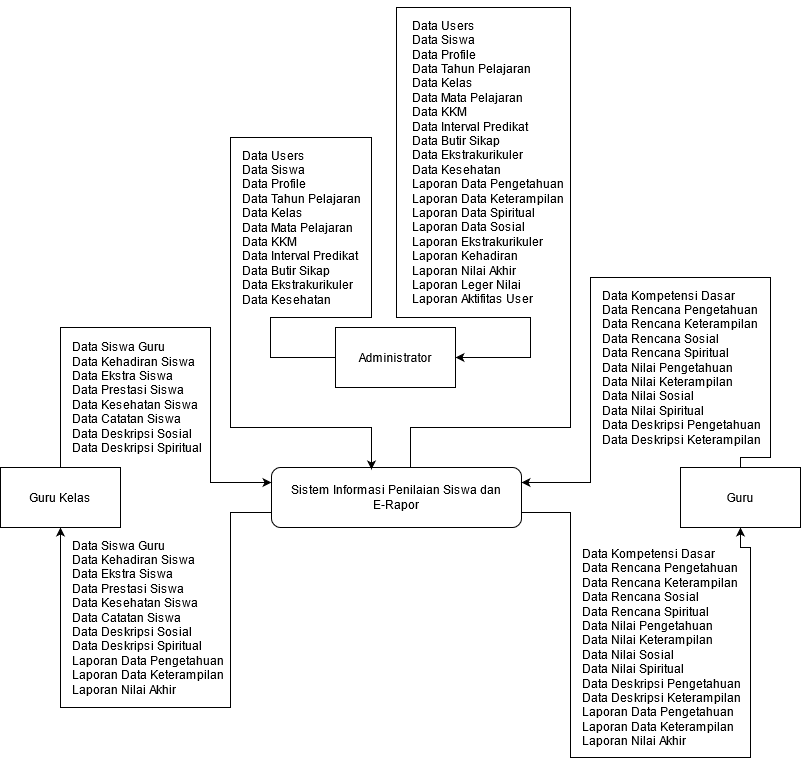 Data Users
Data Siswa
Data Profile
Data Tahun Pelajaran
Data Kelas
Data Mata Pelajaran
Data KKM
Data Interval Predikat
Data Butir Sikap
Data Ekstrakurikuler
Data Kesehatan
Laporan Data Pengetahuan
Laporan Data Keterampilan
Laporan Data Spiritual
Laporan Data Sosial
Laporan Ekstrakurikuler
Laporan Kehadiran
Laporan Nilai Akhir
Laporan Leger Nilai
Laporan Aktifitas User
Data Users
Data Siswa
Data Profile
Data Tahun Pelajaran
Data Kelas
Data Mata Pelajaran
Data KKM
Data Interval Predikat
Data Butir Sikap
Data Ekstrakurikuler
Data Kesehatan
Administrator
Data Kompetensi Dasar
Data Rencana Pengetahuan
Data Rencana Keterampilan
Data Rencana Sosial
Data Rencana Spiritual
Data Nilai Pengetahuan
Data Nilai Keterampilan
Data Nilai Sosial
Data Nilai Spiritual
Data Deskripsi Pengetahuan
Data Deskripsi Keterampilan
Data Siswa Guru
Data Kehadiran Siswa
Data Ekstra Siswa
Data Prestasi Siswa
Data Kesehatan Siswa
Data Catatan Siswa
Data Deskripsi Sosial
Data Deskripsi Spiritual
Guru Kelas
Sistem Informasi Penilaian Siswa dan
E-Rapor
Guru
Data Siswa Guru
Data Kehadiran Siswa
Data Ekstra Siswa
Data Prestasi Siswa
Data Kesehatan Siswa
Data Catatan Siswa
Data Deskripsi Sosial
Data Deskripsi Spiritual
Laporan Data Pengetahuan
Laporan Data Keterampilan
Laporan Nilai Akhir
Data Kompetensi Dasar
Data Rencana Pengetahuan
Data Rencana Keterampilan
Data Rencana Sosial
Data Rencana Spiritual
Data Nilai Pengetahuan
Data Nilai Keterampilan
Data Nilai Sosial
Data Nilai Spiritual
Data Deskripsi Pengetahuan
Data Deskripsi Keterampilan
Laporan Data Pengetahuan
Laporan Data Keterampilan
Laporan Nilai Akhir